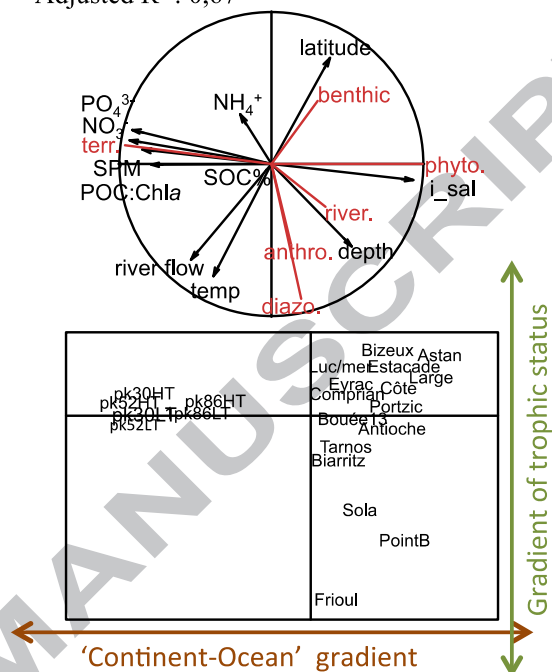 Adjusted R² : 0,67
latitude
benthic
PO₄³⁻
NH₄⁺
NO₃⁻
terr.
SPM
SOC%
phyto.
POC:Chla
i_sal
river.
anthro. depth
river flow
temp
diazo.
Bizeux
Astan
Luc/mer
Estacade
Large
Eyrac
Côte
Comprian
Portzic
pk30HT
pk52HT
pk86HT
pk30LT
pk86LT
pk52LT
Bouée13
Antioche
Tarnos
Biarritz
Sola
PointB
Frioul
Gradient of trophic status
'Continent-Ocean' gradient
MANUSCRIP